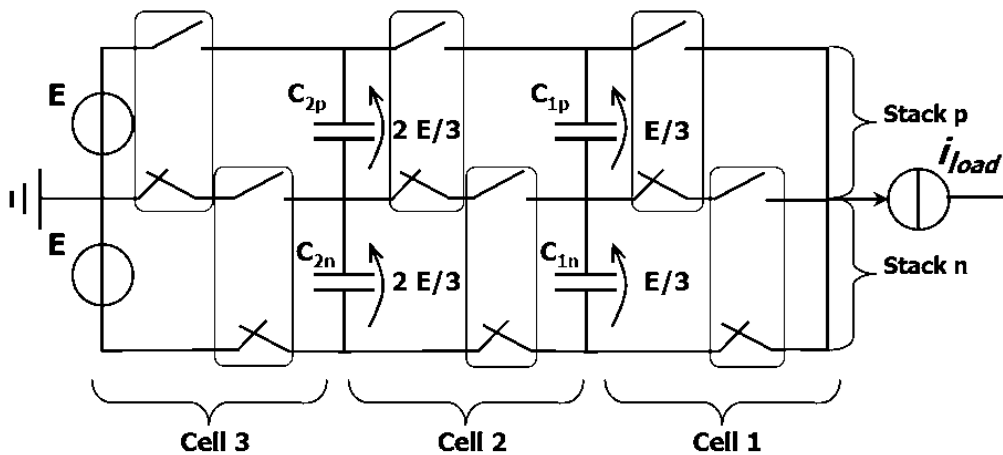 E
C2p
2 E/3
C1p
E/3
Stack p
iload
E
C2n
2 E/3
C1n
E/3
Stack n
Cell 3
Cell 2
Cell 1